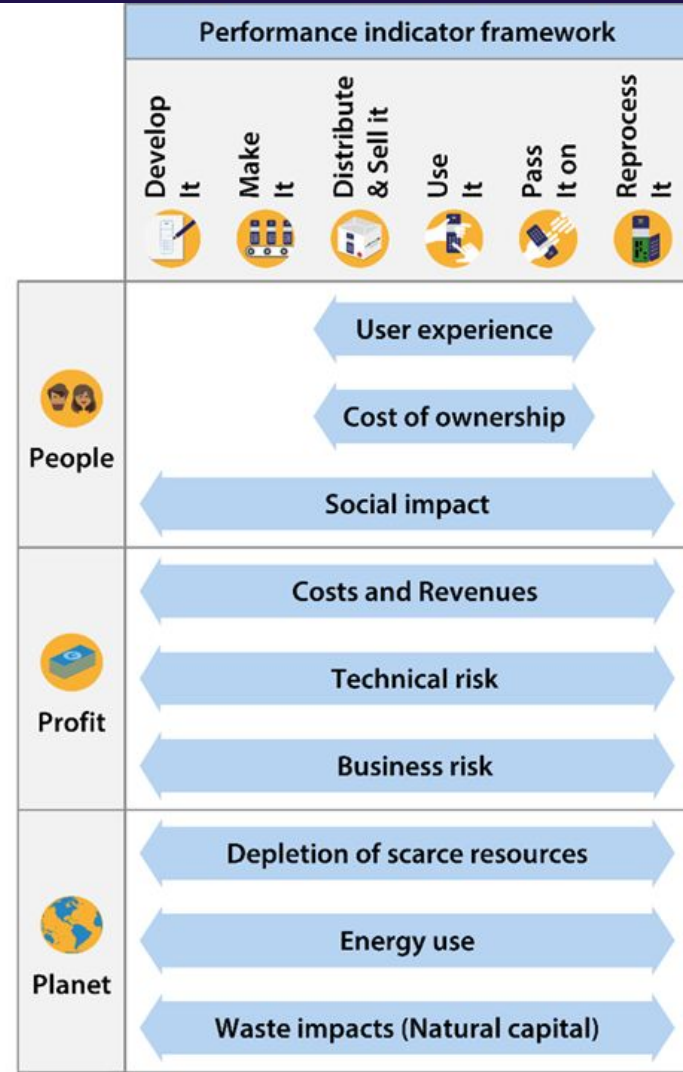 Performance indicator framework
Develop
It
Make
It
Distribute
& Sell it
Use
It
Pass
It on
Reprocess
It
People
User experience
Cost of ownership
Social impact
Profit
Costs and Revenues
Technical risk
Business risk
Planet
Depletion of scarce resources
Energy use
Waste impacts (Natural capital)